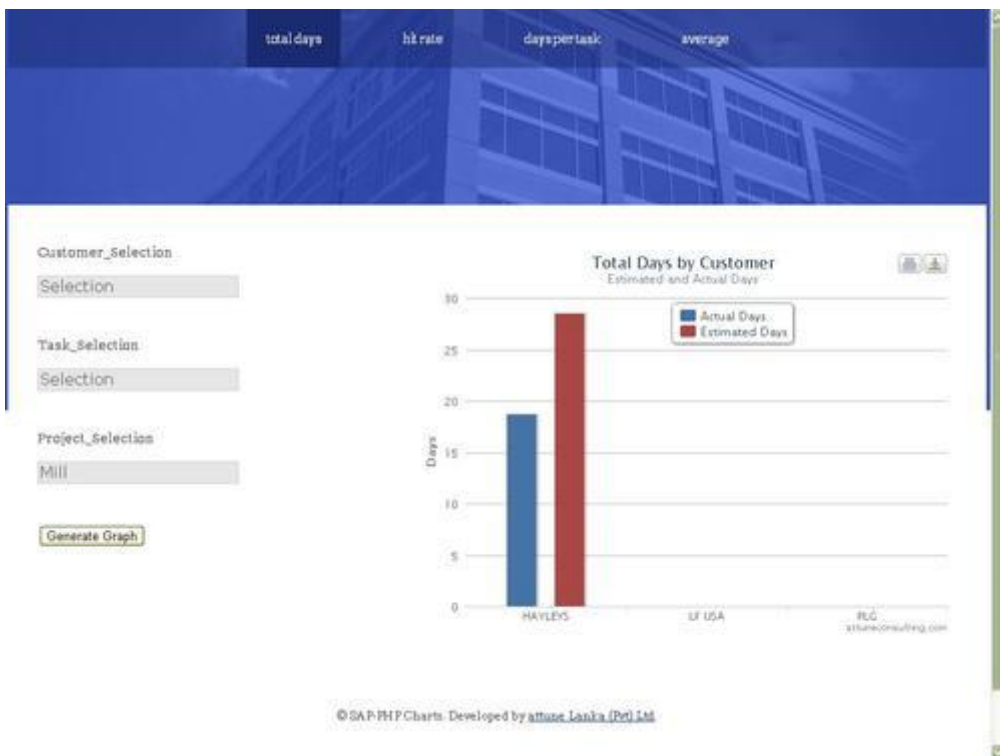 total days hit rate days per task average
Customer_Selection
Selection
Task_Selection
Selection
Project_Selection
Mill
Generate Graph
Total Days by Customer
Estimated and Actual Days
Actual Days
Estimated Days
30
25
20
15
10
5
0
Days
HAYLEYS LF USA RLG
attuneconsulting.com
© SAP-PHP Charts. Developed by attune Lanka (Pvt) Ltd